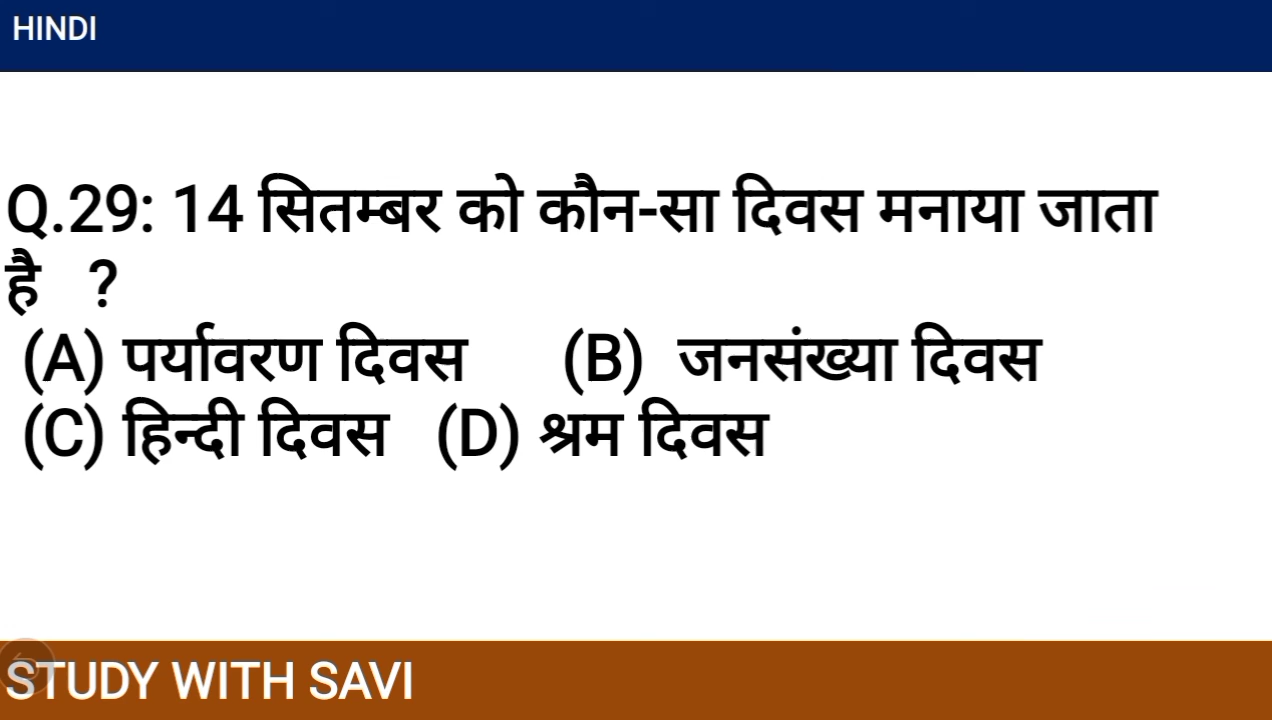 HINDI
Q.29: 14 सितम्बर को कौन-सा दिवस मनाया जाता
है ?
(A) पर्यावरण दिवस (B) जनसंख्या दिवस
(C) हिन्दी दिवस (D) श्रम दिवस
STUDY WITH SAVI